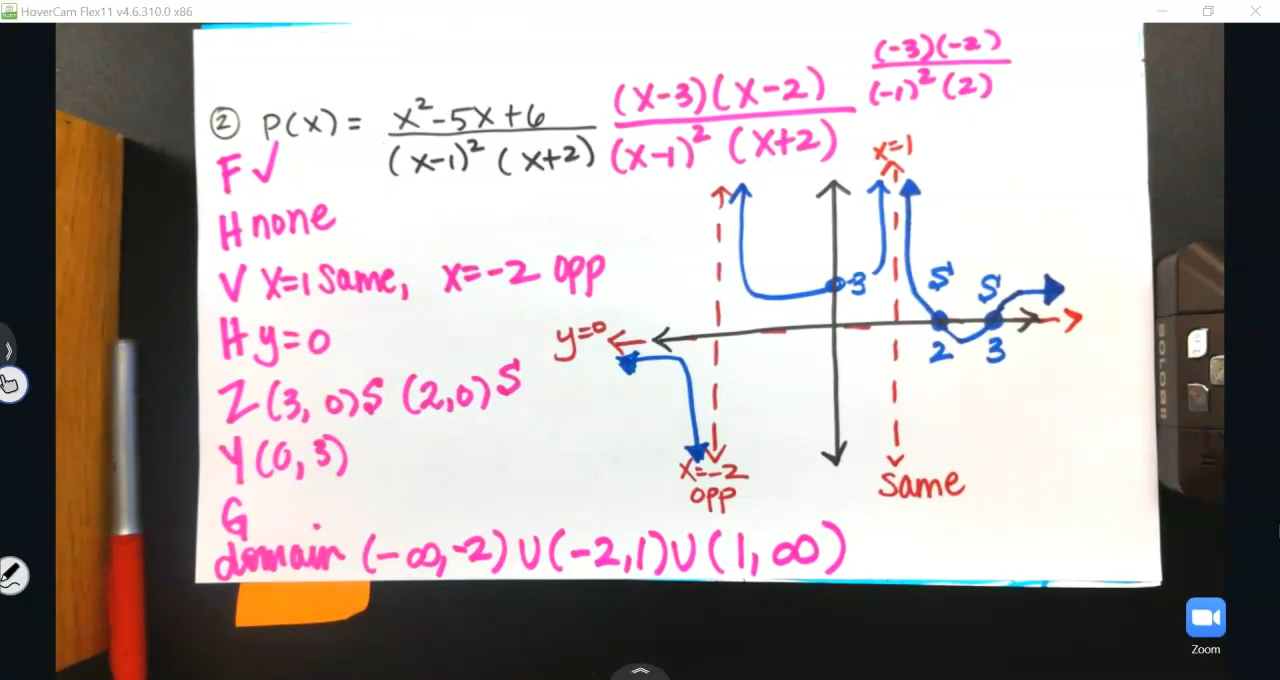 HoverCam Flex11 v4.6.310.0 x86
② P(x) = x²-5x+6 / (x-1)² (x+2)
(x-3)(x-2) / (x-1)² (x+2)
(-3)(-2) / (-1)² (2)
F ✓
H none
V x=1 same, x=-2 opp
H y=0
Z (3, 0) S (2,0) S
Y (0, 3)
G
domain (-∞,-2) U (-2,1) U (1, ∞)
x=1
3
S
S
y=0
2
3
x=-2
opp
same
Zoom